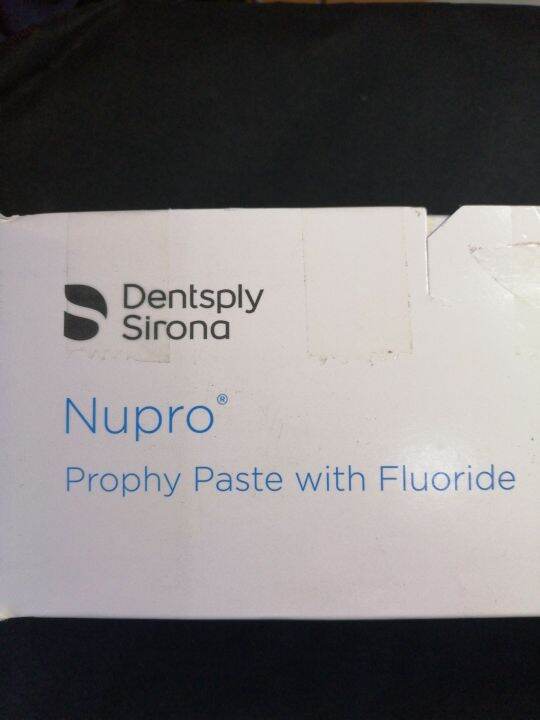 Dentsply
Sirona
Nupro®
Prophy Paste with Fluoride